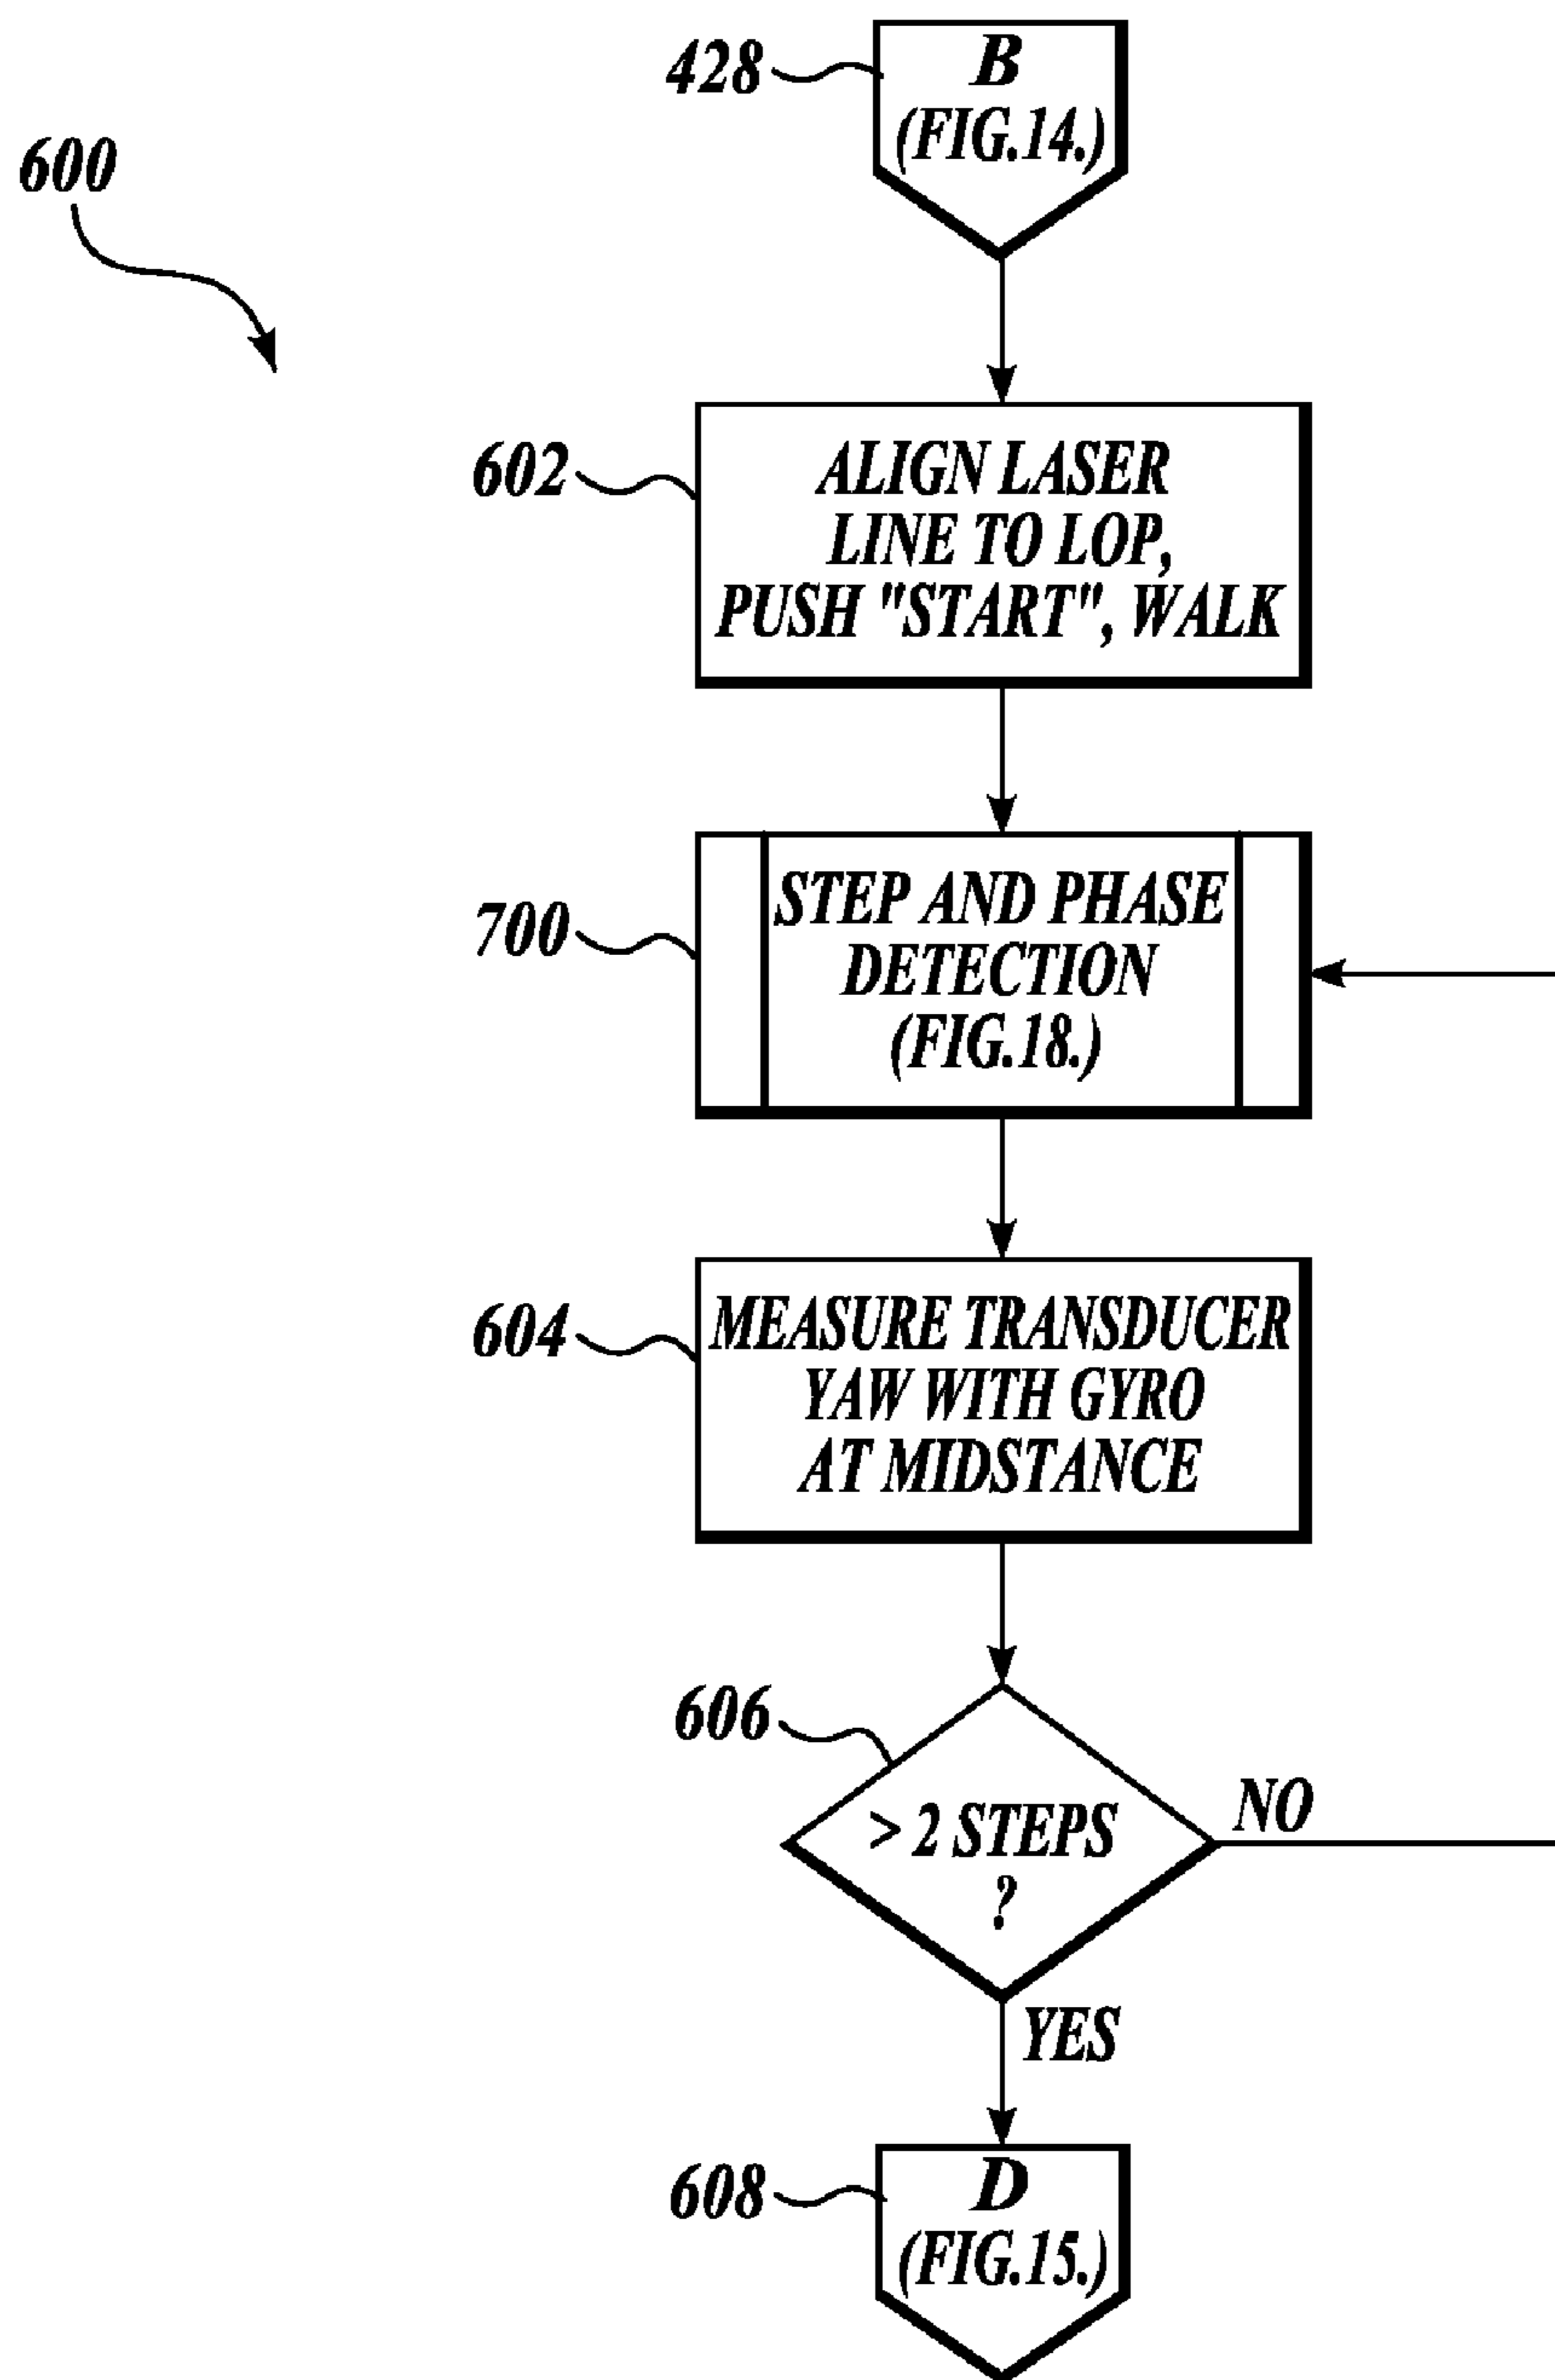 428
B
(FIG.14.)
600
602
ALIGN LASER
LINE TO LOP,
PUSH "START", WALK
700
STEP AND PHASE
DETECTION
(FIG.18.)
604
MEASURE TRANSDUCER
YAW WITH GYRO
AT MIDSTANCE
606
> 2 STEPS
?
NO
YES
608
D
(FIG.15.)